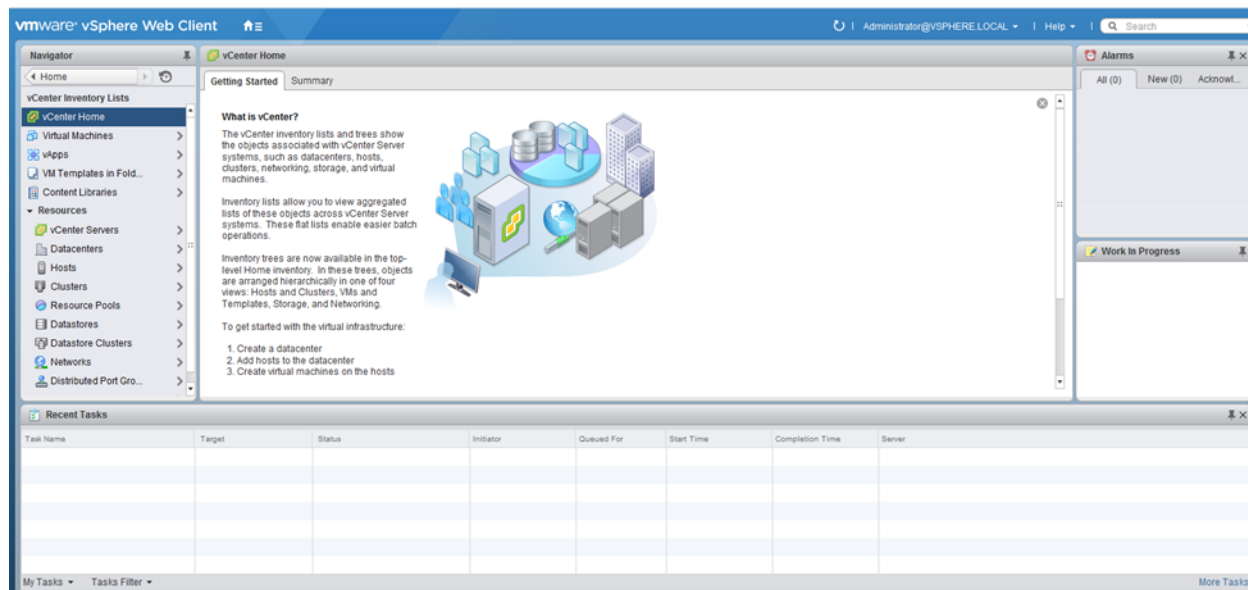 vmware® vSphere Web Client
Administrator@VSPHERE.LOCAL
Help
Search
Navigator
Home
vCenter Inventory Lists
vCenter Home
Virtual Machines
vApps
VM Templates in Fold...
Content Libraries
Resources
vCenter Servers
Datacenters
Hosts
Clusters
Resource Pools
Datastores
Datastore Clusters
Networks
Distributed Port Gro...
vCenter Home
Getting Started Summary
What is vCenter?
The vCenter inventory lists and trees show
the objects associated with vCenter Server
systems, such as datacenters, hosts,
clusters, networking, storage, and virtual
machines.
Inventory lists allow you to view aggregated
lists of these objects across vCenter Server
systems. These flat lists enable easier batch
operations.
Inventory trees are now available in the top-
level Home inventory. In these trees, objects
are arranged hierarchically in one of four
views: Hosts and Clusters, VMs and
Templates, Storage, and Networking.
To get started with the virtual infrastructure:
1. Create a datacenter
2. Add hosts to the datacenter
3. Create virtual machines on the hosts
Alarms
All (0) New (0) Acknowl...
Work In Progress
Recent Tasks
Task Name Target Status Initiator Queued For Start Time Completion Time Server
My Tasks Tasks Filter More Tasks